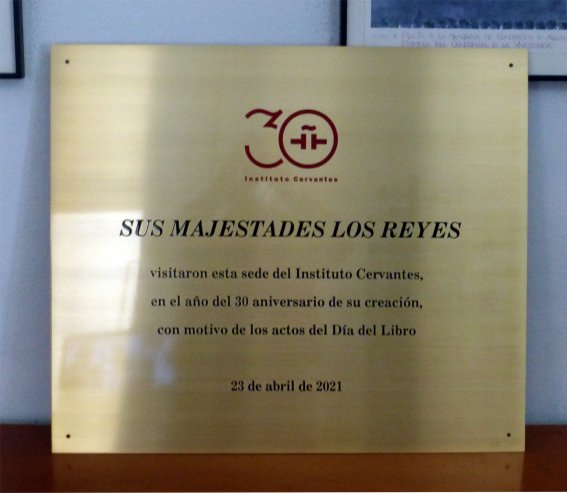 30
Instituto Cervantes
SUS MAJESTADES LOS REYES
visitaron esta sede del Instituto Cervantes,
en el año del 30 aniversario de su creación,
con motivo de los actos del Día del Libro
23 de abril de 2021